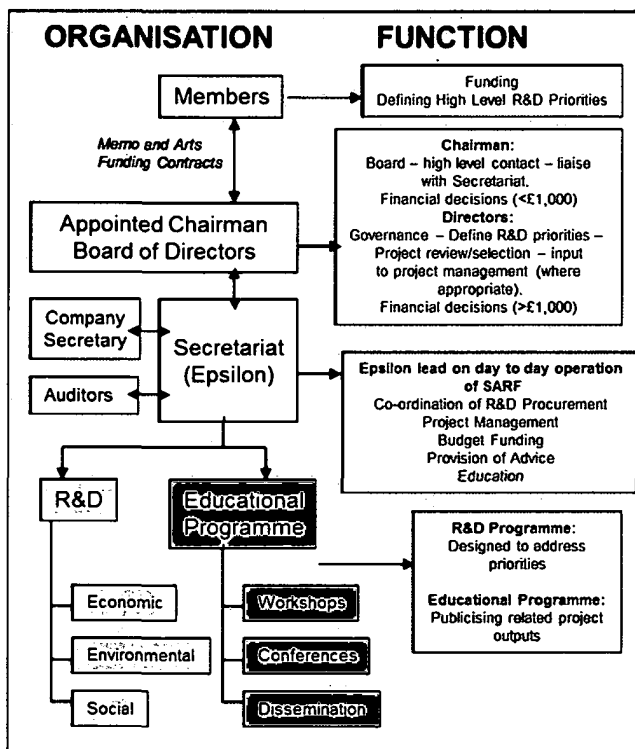 ORGANISATION
FUNCTION
Members
Funding
Defining High Level R&D Priorities
Memo and Arts
Funding Contracts
Appointed Chairman
Board of Directors
Chairman:
Board – high level contact – liaise
with Secretariat.
Financial decisions (<£1,000)
Directors:
Governance – Define R&D priorities –
Project review/selection – input
to project management (where
appropriate).
Financial decisions (>£1,000)
Company
Secretary
Auditors
Secretariat
(Epsilon)
Epsilon lead on day to day operation
of SARF
Co-ordination of R&D Procurement
Project Management
Budget Funding
Provision of Advice
Education
R&D
Educational
Programme
R&D Programme:
Designed to address
priorities
Educational Programme:
Publicising related project
outputs
Economic
Environmental
Social
Workshops
Conferences
Dissemination